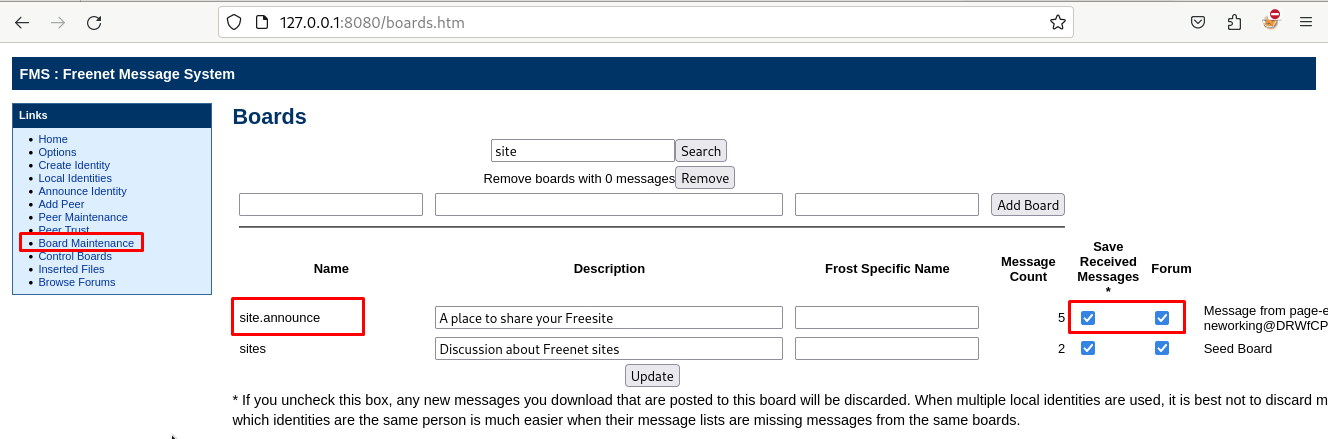 127.0.0.1:8080/boards.htm
FMS : Freenet Message System
Links
Home
Options
Create Identity
Local Identities
Announce Identity
Add Peer
Peer Maintenance
Peer Trust
Board Maintenance
Control Boards
Inserted Files
Browse Forums
Boards
site Search
Remove boards with 0 messages Remove
Add Board
Name Description Frost Specific Name Message Count Save Received Messages * Forum
site.announce A place to share your Freesite 5 Message from page-e
neworking@DRWfCP
sites Discussion about Freenet sites 2 Seed Board
Update
* If you uncheck this box, any new messages you download that are posted to this board will be discarded. When multiple local identities are used, it is best not to discard m
which identities are the same person is much easier when their message lists are missing messages from the same boards.